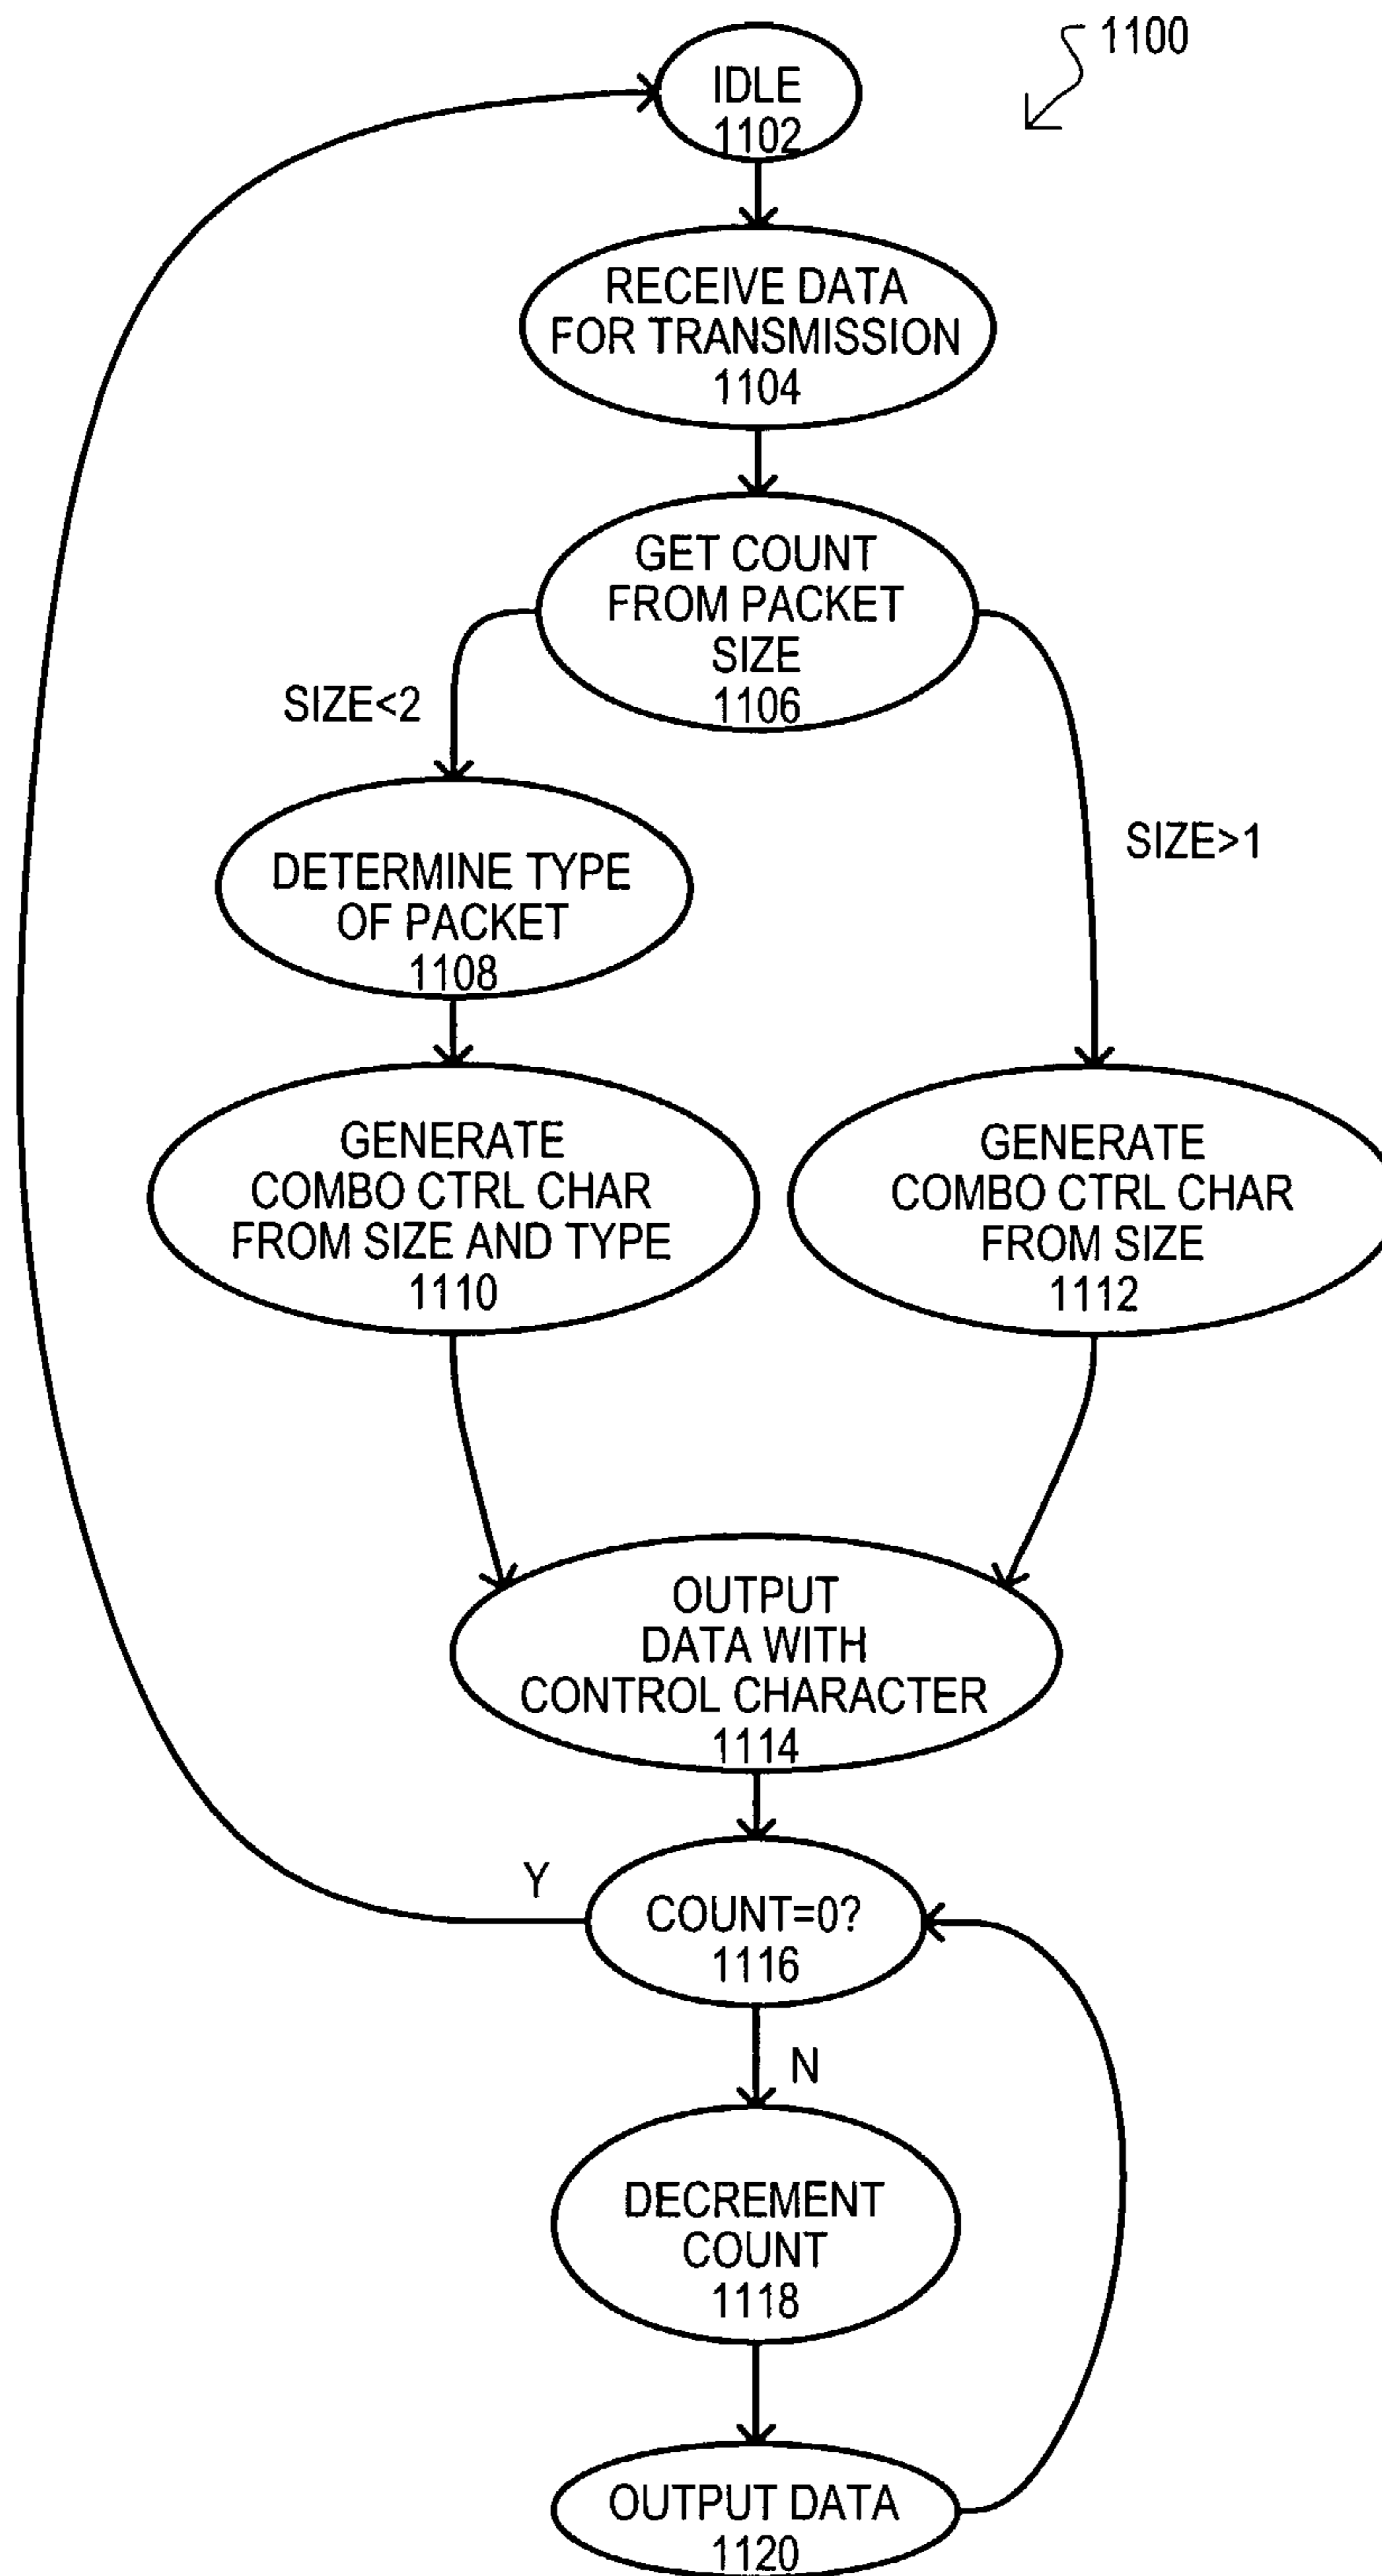 1100
IDLE
1102
RECEIVE DATA
FOR TRANSMISSION
1104
GET COUNT
FROM PACKET
SIZE
1106
SIZE<2
SIZE>1
DETERMINE TYPE
OF PACKET
1108
GENERATE
COMBO CTRL CHAR
FROM SIZE AND TYPE
1110
GENERATE
COMBO CTRL CHAR
FROM SIZE
1112
OUTPUT
DATA WITH
CONTROL CHARACTER
1114
Y
COUNT=0?
1116
N
DECREMENT
COUNT
1118
OUTPUT DATA
1120